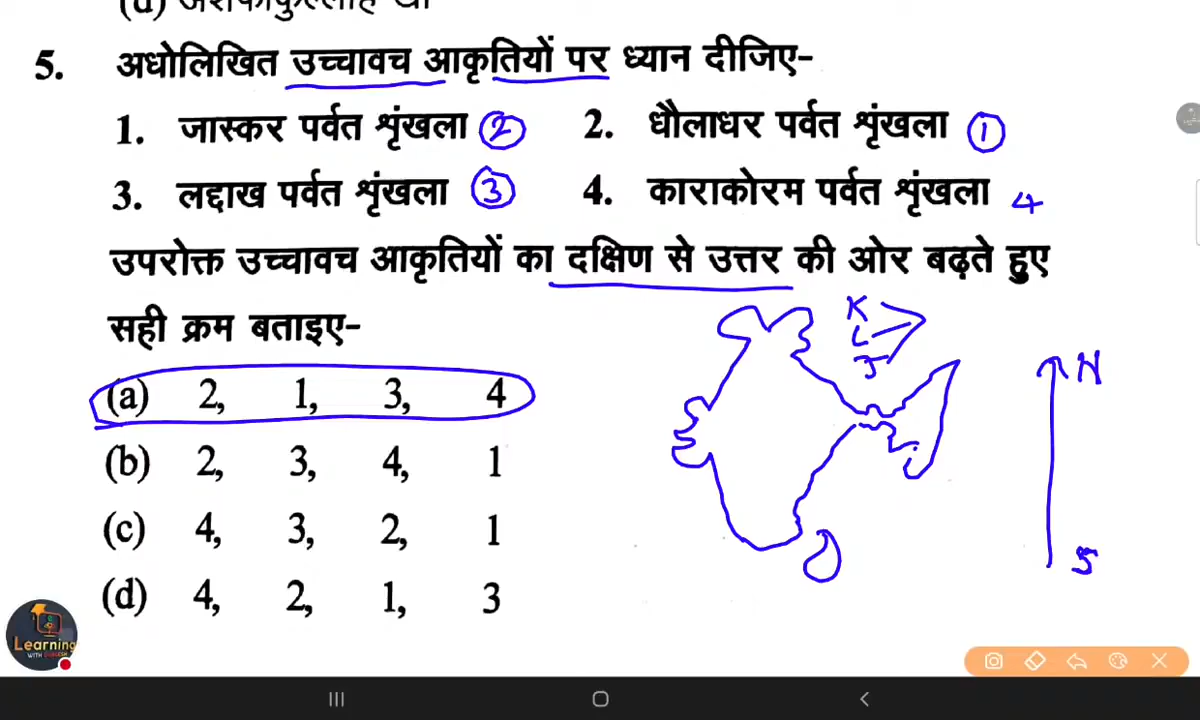 (d) अशफाकुल्लाह खाँ
5. अधोलिखित उच्चावच आकृतियों पर ध्यान दीजिए-
1. जास्कर पर्वत शृंखला ② 2. धौलाधर पर्वत शृंखला ①
3. लद्दाख पर्वत शृंखला ③ 4. काराकोरम पर्वत शृंखला 4
उपरोक्त उच्चावच आकृतियों का दक्षिण से उत्तर की ओर बढ़ते हुए
सही क्रम बताइए-
K
L
J
N
S
(a) 2, 1, 3, 4
(b) 2, 3, 4, 1
(c) 4, 3, 2, 1
(d) 4, 2, 1, 3
Learning